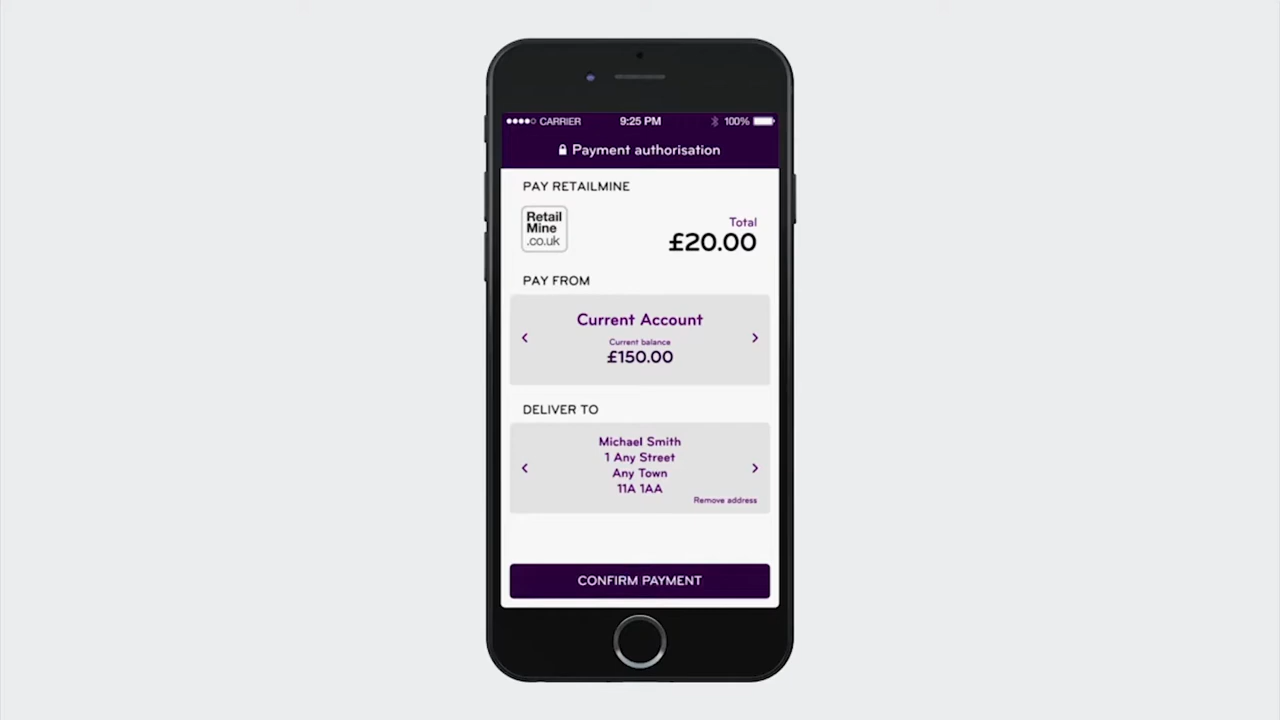 CARRIER 9:25 PM 100%
Payment authorisation
PAY RETAILMINE
Retail
Mine
.co.uk
Total
£20.00
PAY FROM
Current Account
Current balance
£150.00
DELIVER TO
Michael Smith
1 Any Street
Any Town
11A 1AA
Remove address
CONFIRM PAYMENT